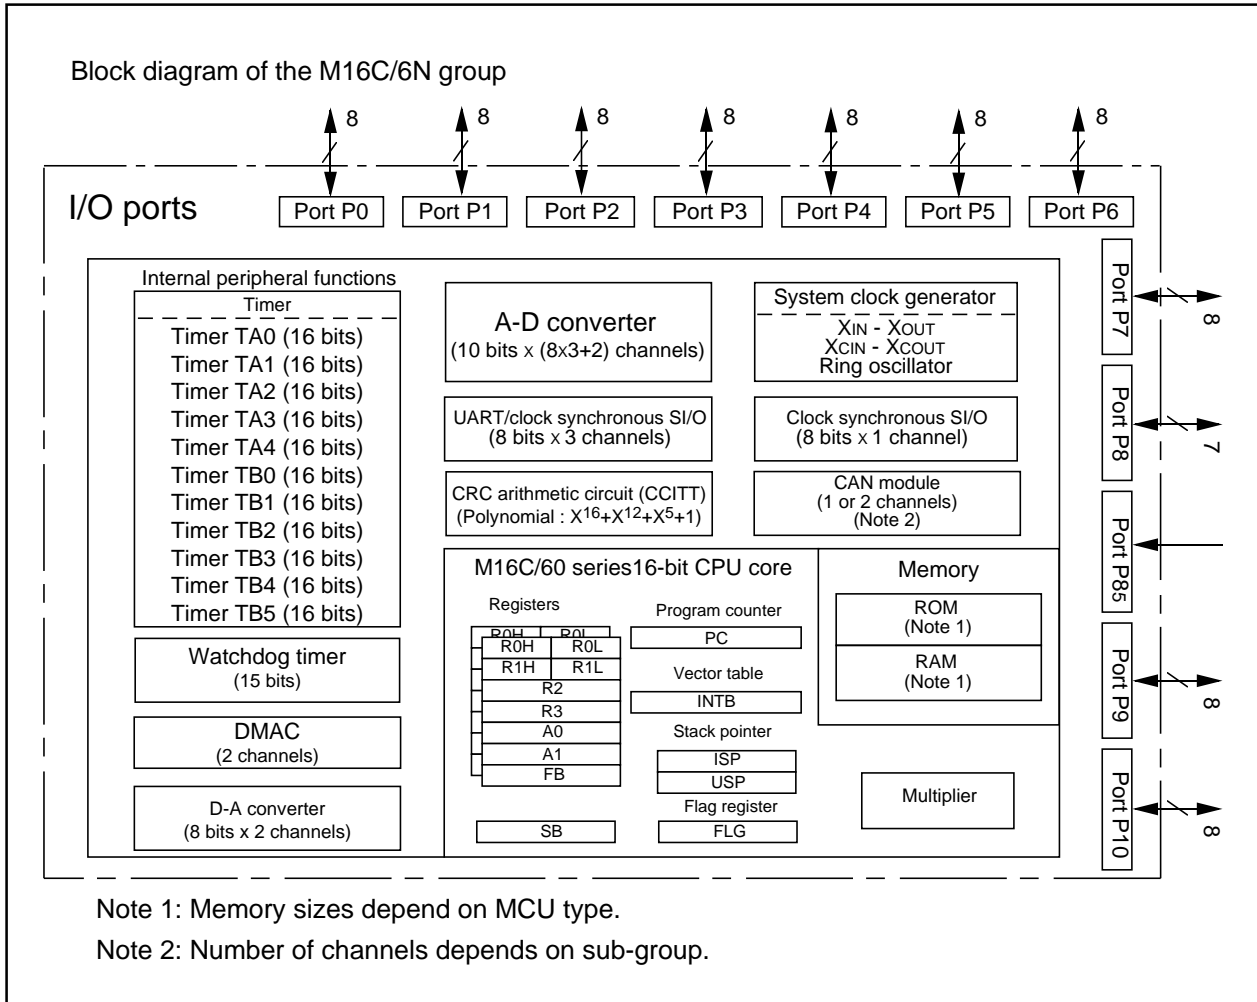 Block diagram of the M16C/6N group
8 8 8 8 8 8 8
I/O ports
Port P0 Port P1 Port P2 Port P3 Port P4 Port P5 Port P6
Internal peripheral functions
Timer
Timer TA0 (16 bits)
Timer TA1 (16 bits)
Timer TA2 (16 bits)
Timer TA3 (16 bits)
Timer TA4 (16 bits)
Timer TB0 (16 bits)
Timer TB1 (16 bits)
Timer TB2 (16 bits)
Timer TB3 (16 bits)
Timer TB4 (16 bits)
Timer TB5 (16 bits)
Watchdog timer
(15 bits)
DMAC
(2 channels)
D-A converter
(8 bits x 2 channels)
A-D converter
(10 bits x (8x3+2) channels)
UART/clock synchronous SI/O
(8 bits x 3 channels)
CRC arithmetic circuit (CCITT)
(Polynomial : X16+X12+X5+1)
System clock generator
XIN - XOUT
XCIN - XCOUT
Ring oscillator
Clock synchronous SI/O
(8 bits x 1 channel)
CAN module
(1 or 2 channels)
(Note 2)
M16C/60 series16-bit CPU core
Registers
R0H R0L
R0H R0L
R1H R1L
R2
R3
A0
A1
FB
SB
Program counter
PC
Vector table
INTB
Stack pointer
ISP
USP
Flag register
FLG
Memory
ROM
(Note 1)
RAM
(Note 1)
Multiplier
Port P7
8
Port P8
7
Port P85
Port P9
8
Port P10
8
Note 1: Memory sizes depend on MCU type.
Note 2: Number of channels depends on sub-group.